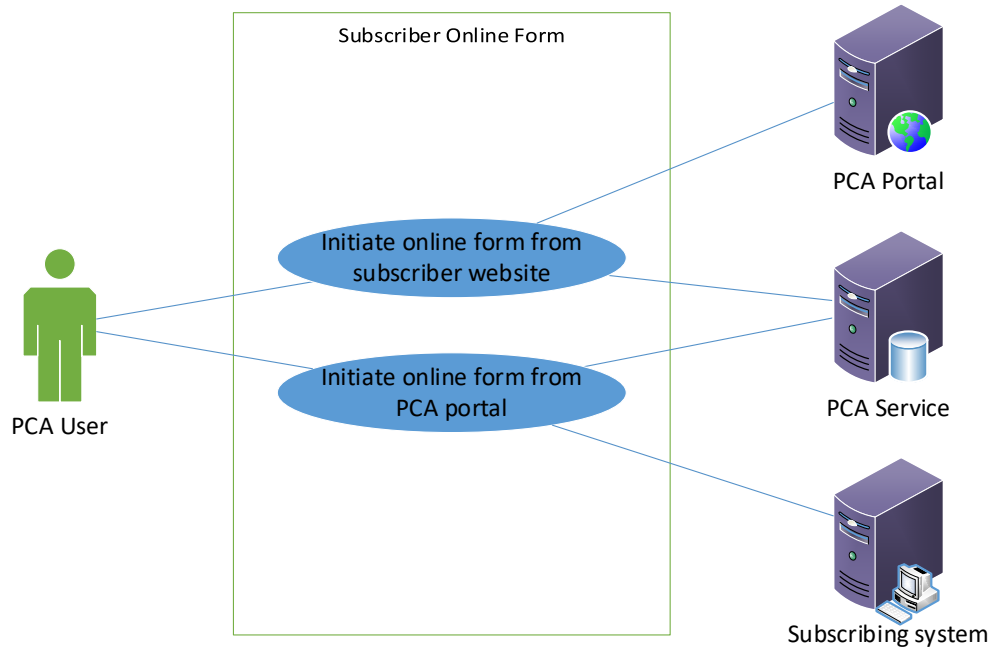 Subscriber Online Form
PCA Portal
Initiate online form from
subscriber website
Initiate online form from
PCA portal
PCA User
PCA Service
Subscribing system